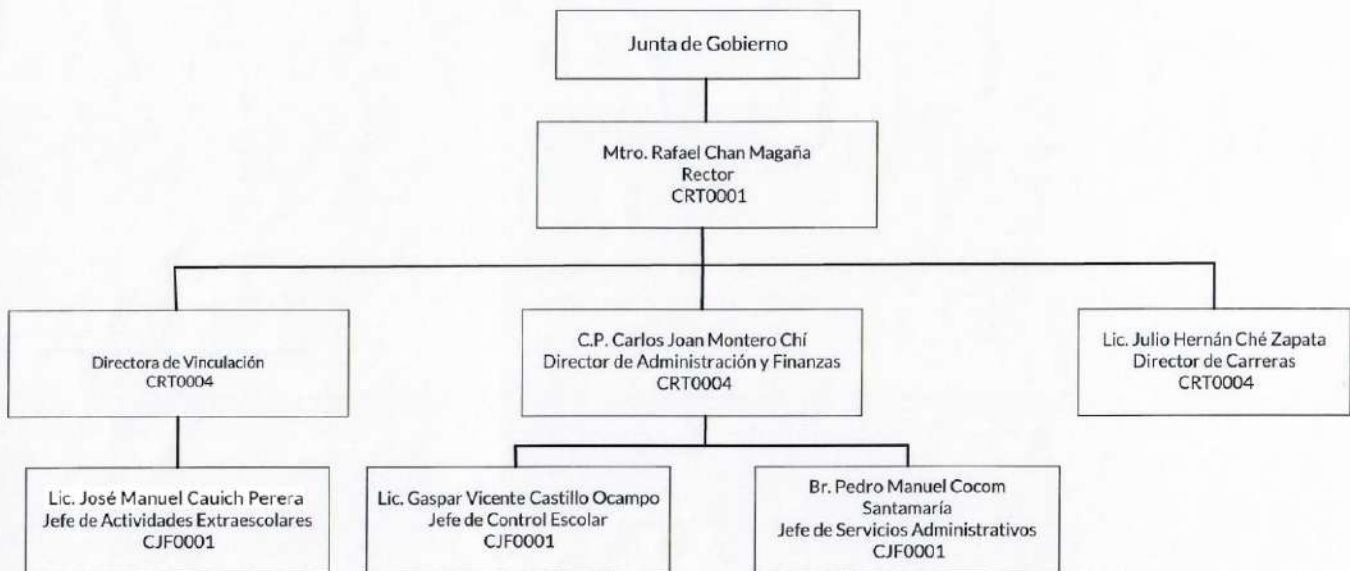 Junta de Gobierno
Mtro. Rafael Chan Magaña
Rector
CRT0001
Directora de Vinculación
CRT0004
C.P. Carlos Joan Montero Chí
Director de Administración y Finanzas
CRT0004
Lic. Julio Hernán Ché Zapata
Director de Carreras
CRT0004
Lic. José Manuel Cauich Perera
Jefe de Actividades Extraescolares
CJF0001
Lic. Gaspar Vicente Castillo Ocampo
Jefe de Control Escolar
CJF0001
Br. Pedro Manuel Cocom
Santamaría
Jefe de Servicios Administrativos
CJF0001